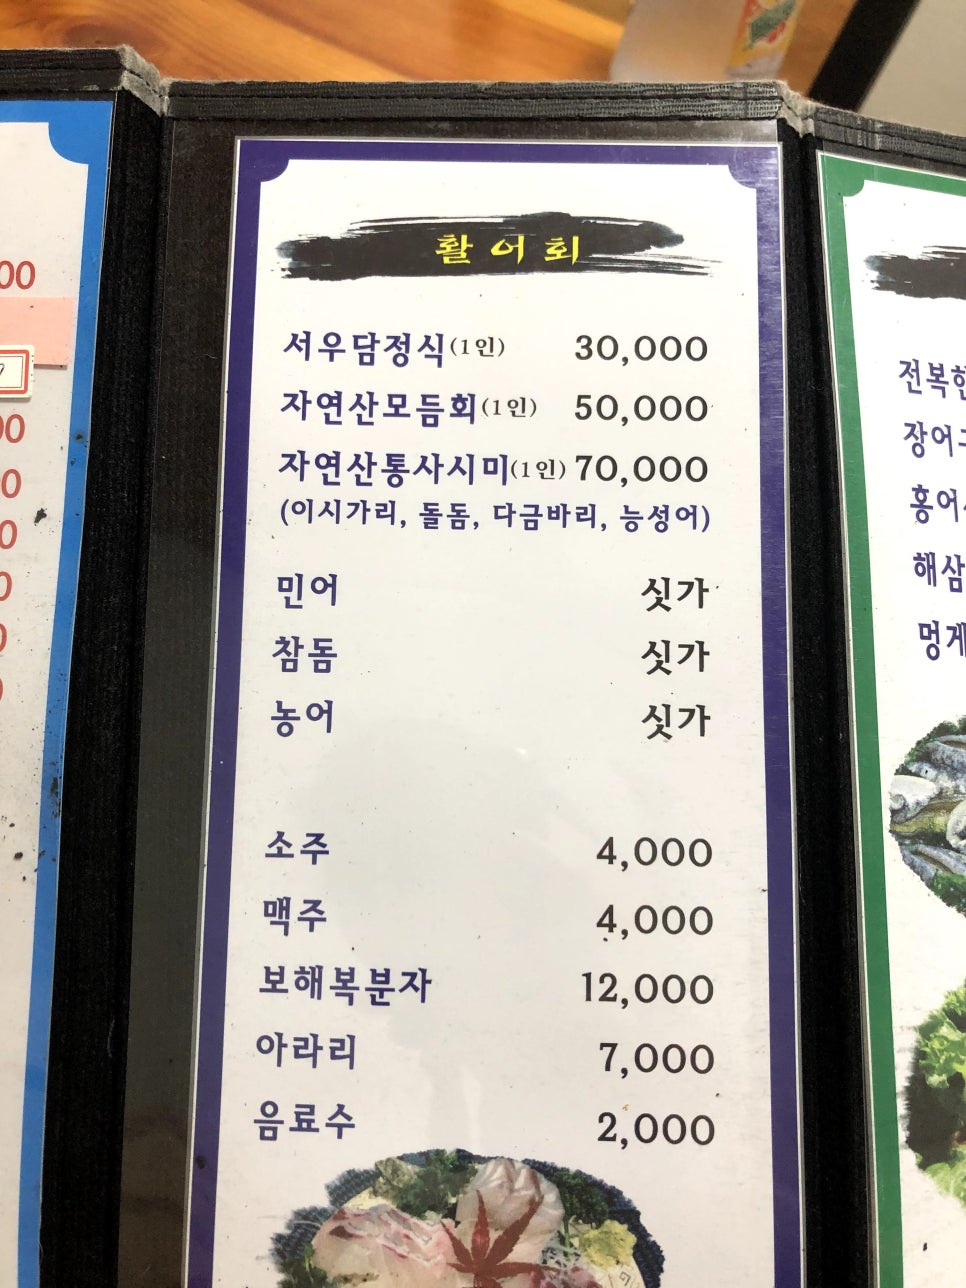 활어회
서우담정식(1인) 30,000
자연산모듬회(1인) 50,000
자연산통사시미(1인) 70,000
(이시가리, 돌돔, 다금바리, 능성어)
민어 싯가
참돔 싯가
농어 싯가
소주 4,000
맥주 4,000
보해복분자 12,000
아라리 7,000
음료수 2,000
전복
장어
홍어
해삼
멍게